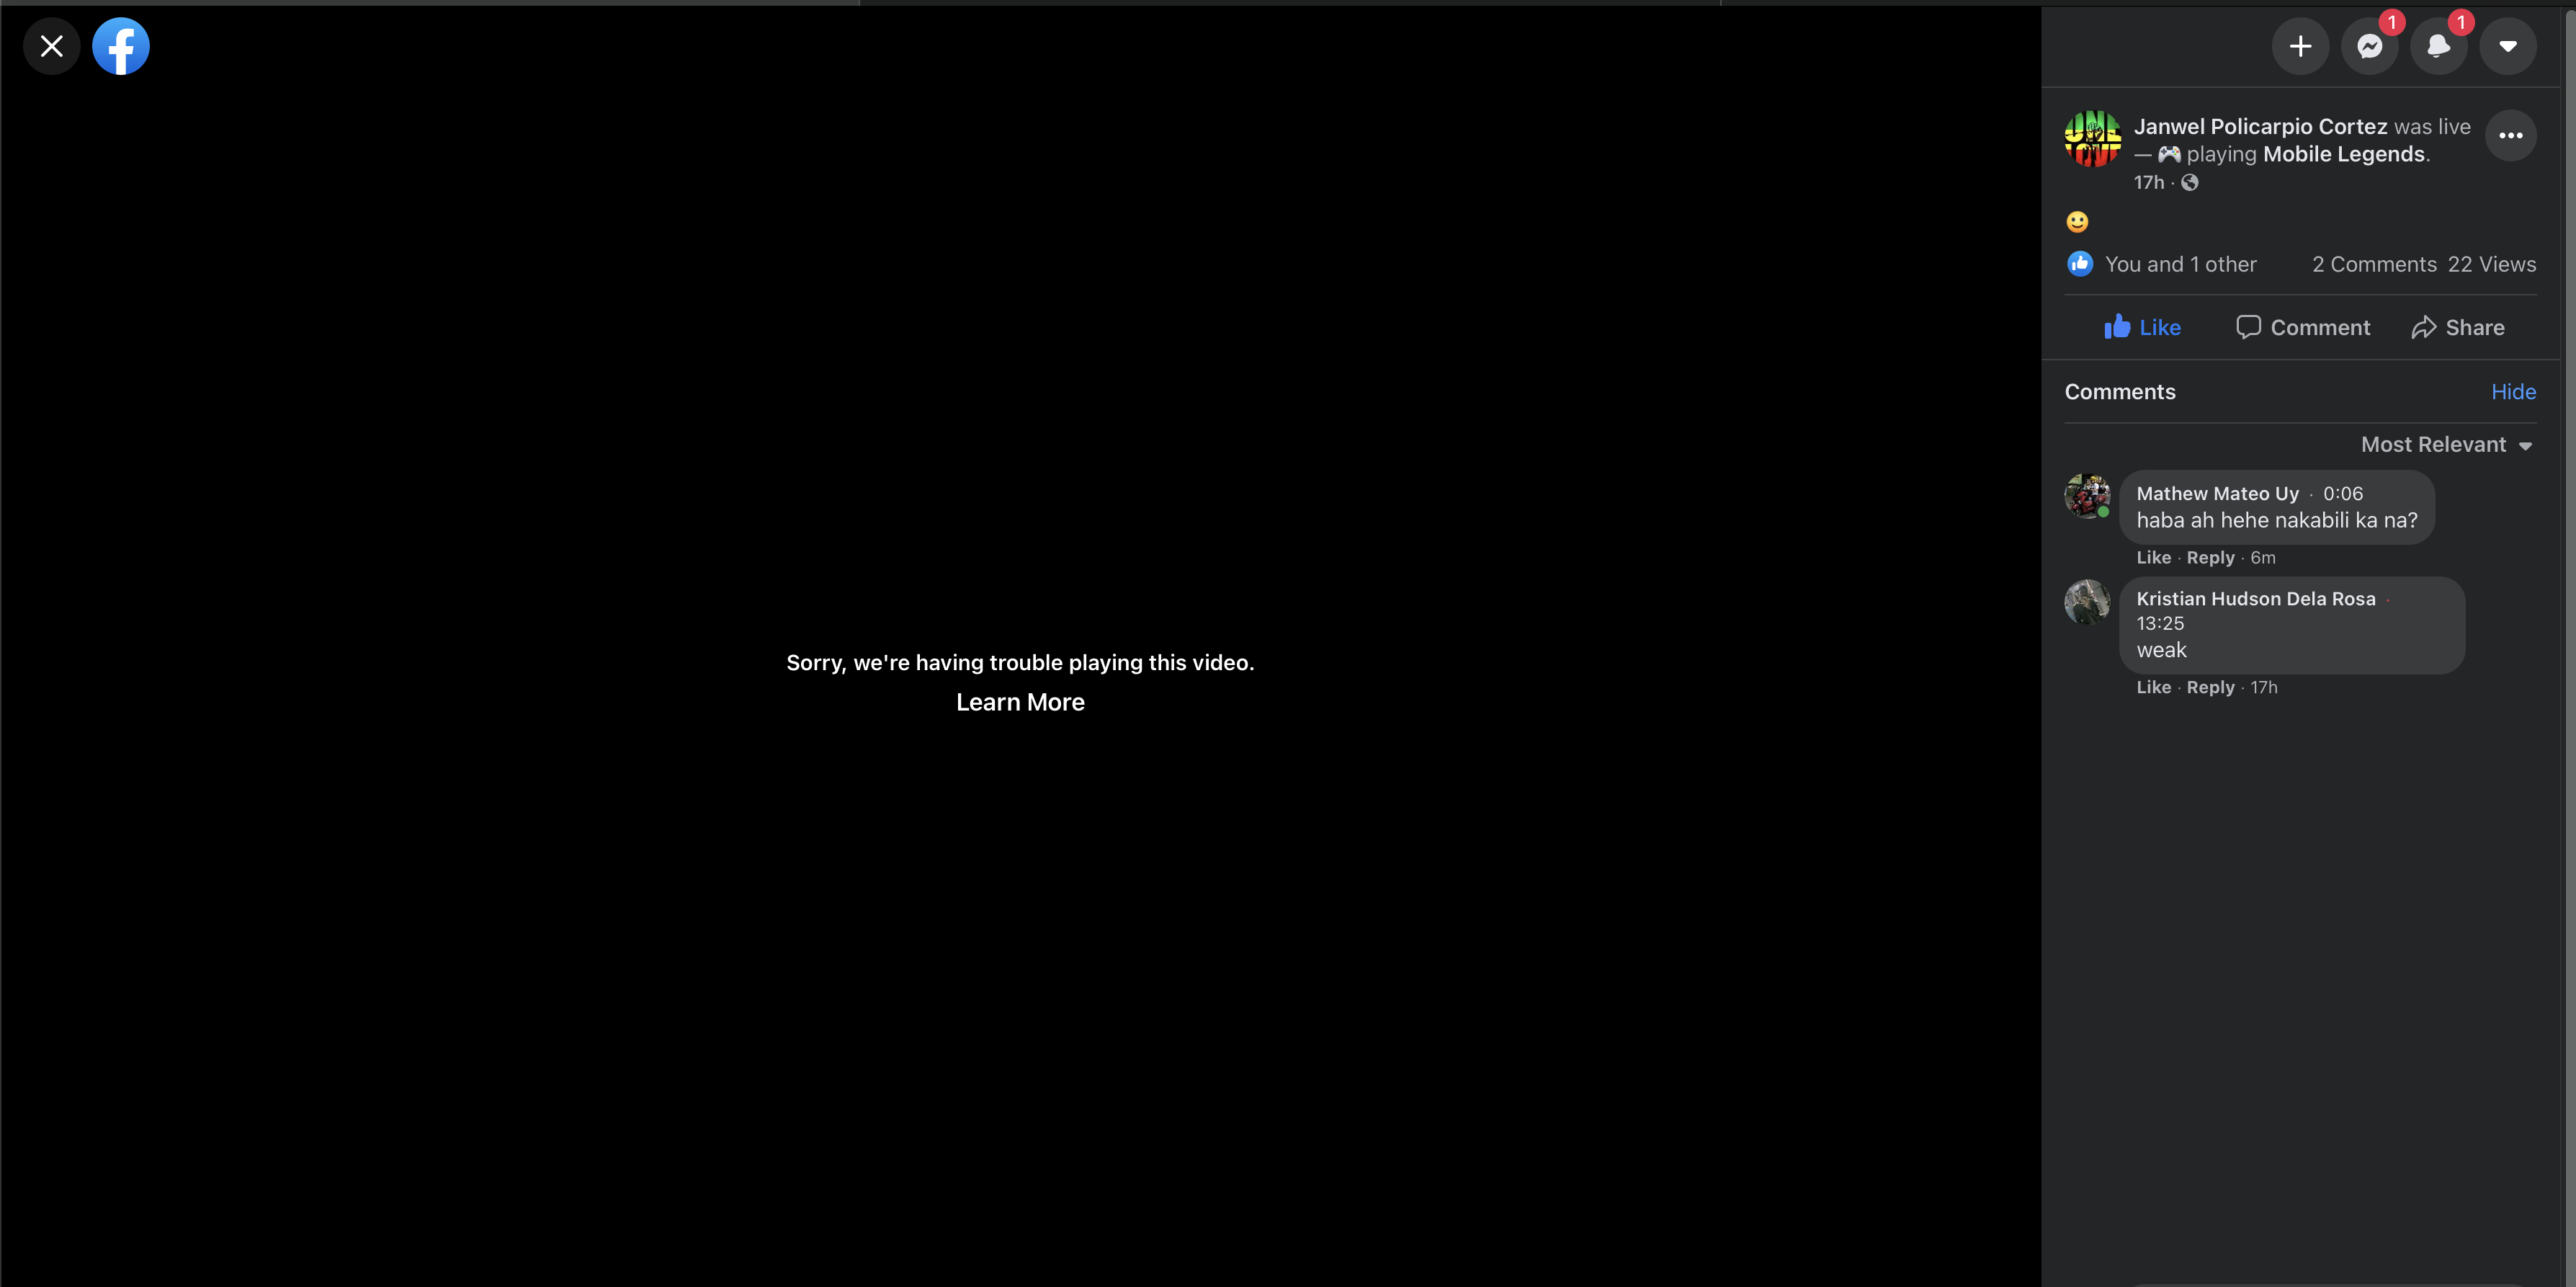 1
1
Janwel Policarpio Cortez was live
— 🎮 playing Mobile Legends.
17h ·
🙂
You and 1 other 2 Comments 22 Views
Like Comment Share
Comments Hide
Most Relevant
Mathew Mateo Uy · 0:06
haba ah hehe nakabili ka na?
Like · Reply · 6m
Kristian Hudson Dela Rosa ·
13:25
weak
Like · Reply · 17h
Sorry, we're having trouble playing this video.
Learn More